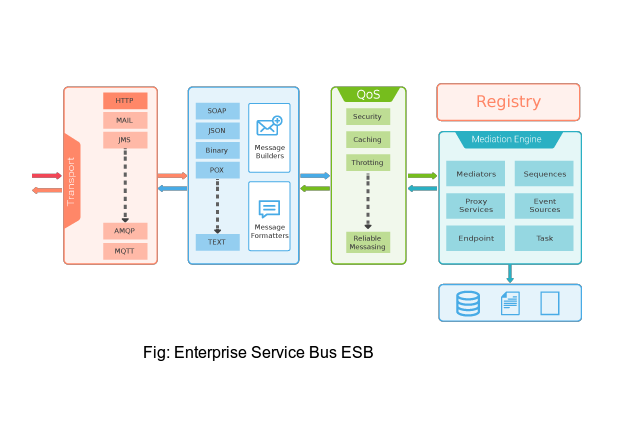 Transport
HTTP
MAIL
JMS
AMQP
MQTT
SOAP
JSON
Binary
POX
TEXT
Message
Builders
Message
Formatters
QoS
Security
Caching
Throtting
Reliable
Messasing
Registry
Mediation Engine
Mediators
Sequences
Proxy
Services
Event
Sources
Endpoint
Task
Fig: Enterprise Service Bus ESB